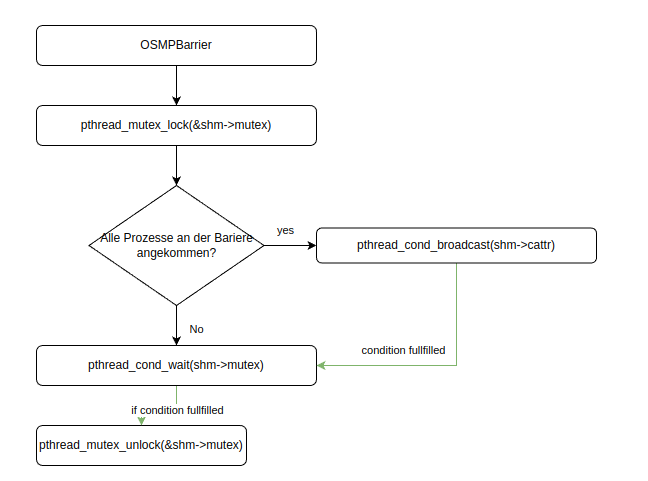 OSMPBarrier
pthread_mutex_lock(&shm->mutex)
Alle Prozesse an der Bariere
angekommen?
yes
pthread_cond_broadcast(shm->cattr)
No
condition fullfilled
pthread_cond_wait(shm->mutex)
if condition fullfilled
pthread_mutex_unlock(&shm->mutex)